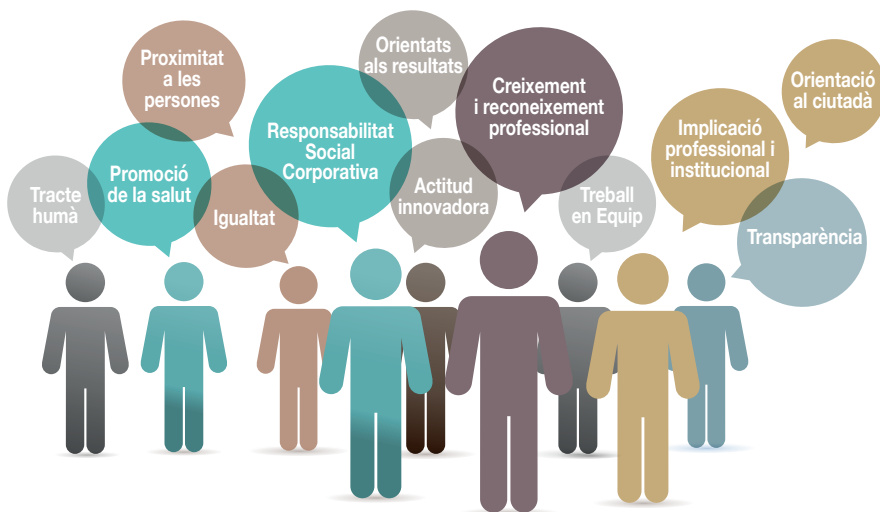 Proximitat
a les
persones
Orientats
als resultats
Creixement
i reconeixement
professional
Orientació
al ciutadà
Responsabilitat
Social
Corporativa
Implicació
professional i
institucional
Promoció
de la salut
Tracte
humà
Igualtat
Actitud
innovadora
Treball
en Equip
Transparència